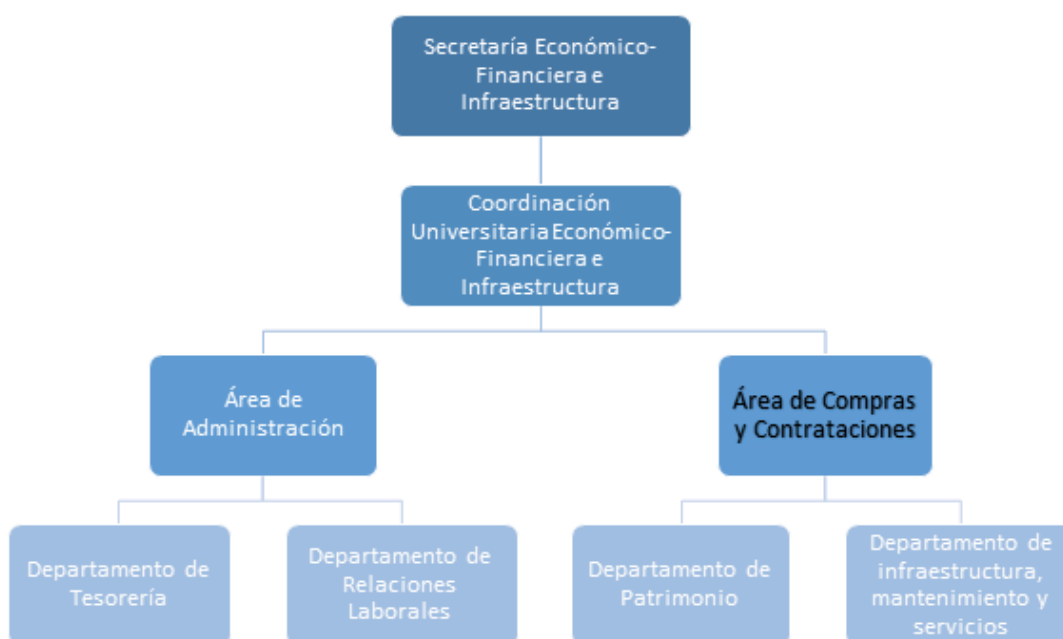 Secretaría Económico-
Financiera e
Infraestructura
Coordinación
Universitaria Económico-
Financiera e
Infraestructura
Área de
Administración
Área de Compras
y Contrataciones
Departamento de
Tesorería
Departamento de
Relaciones
Laborales
Departamento de
Patrimonio
Departamento de
infraestructura,
mantenimiento y
servicios